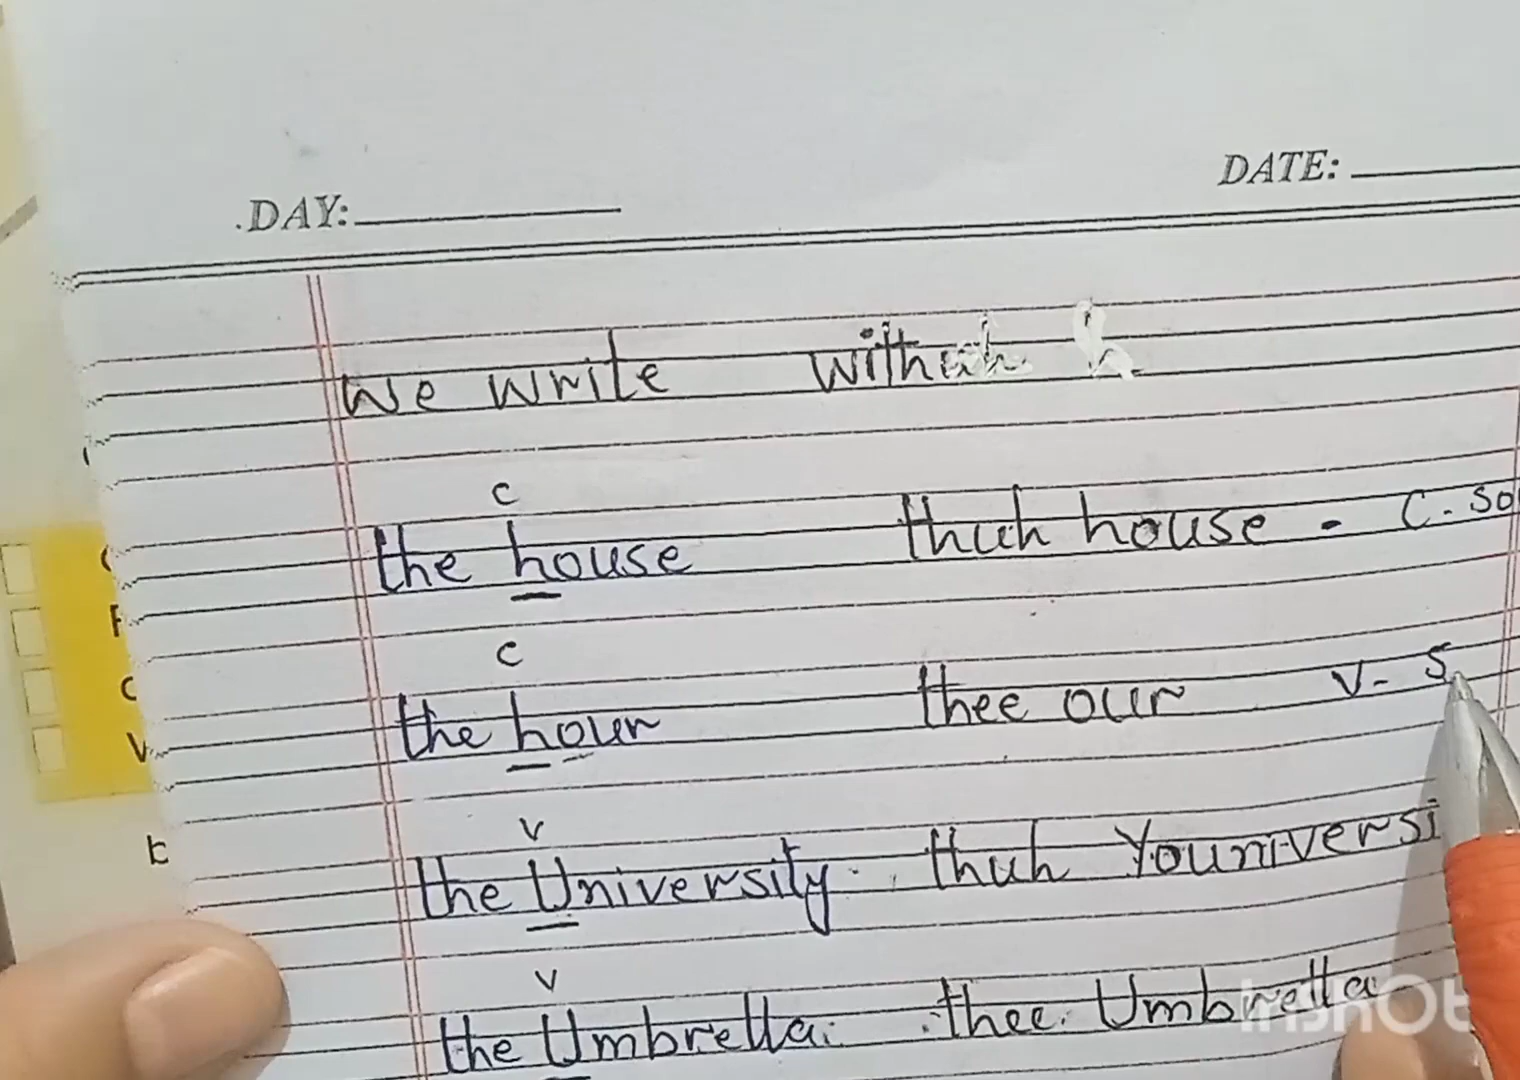 .DAY:
DATE:
we write
the c house thuh house - C. so
the c hour thee our V- S
the v University. thuh Youniversi
the v Umbrella. thee. Umbrella
InShOt